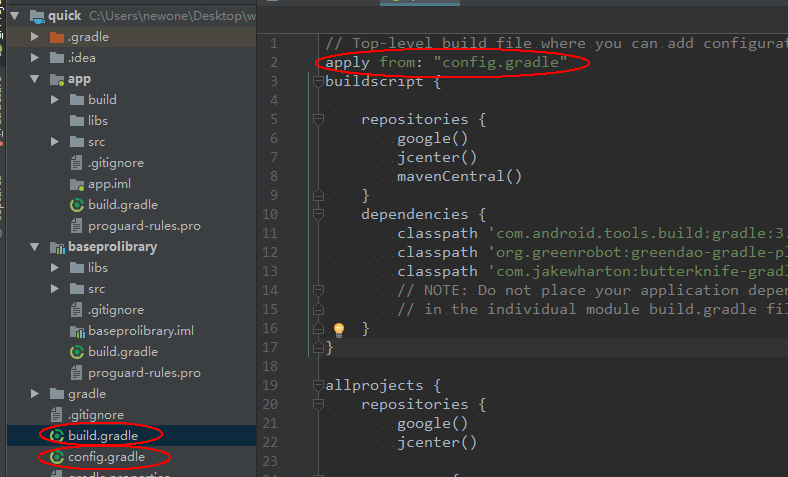 quick C:\Users\newone\Desktop\w
.gradle
.idea
app
build
libs
src
.gitignore
app.iml
build.gradle
proguard-rules.pro
baseprolibrary
libs
src
.gitignore
baseprolibrary.iml
build.gradle
proguard-rules.pro
gradle
.gitignore
build.gradle
config.gradle
1 // Top-level build file where you can add configurat
2 apply from: "config.gradle"
3 buildscript {
4
5 repositories {
6 google()
7 jcenter()
8 mavenCentral()
9 }
10 dependencies {
11 classpath 'com.android.tools.build:gradle:3.
12 classpath 'org.greenrobot:greendao-gradle-pl
13 classpath 'com.jakewharton:butterknife-gradl
14 // NOTE: Do not place your application depen
15 // in the individual module build.gradle fil
16 }
17 }
18
19 allprojects {
20 repositories {
21 google()
22 jcenter()
23